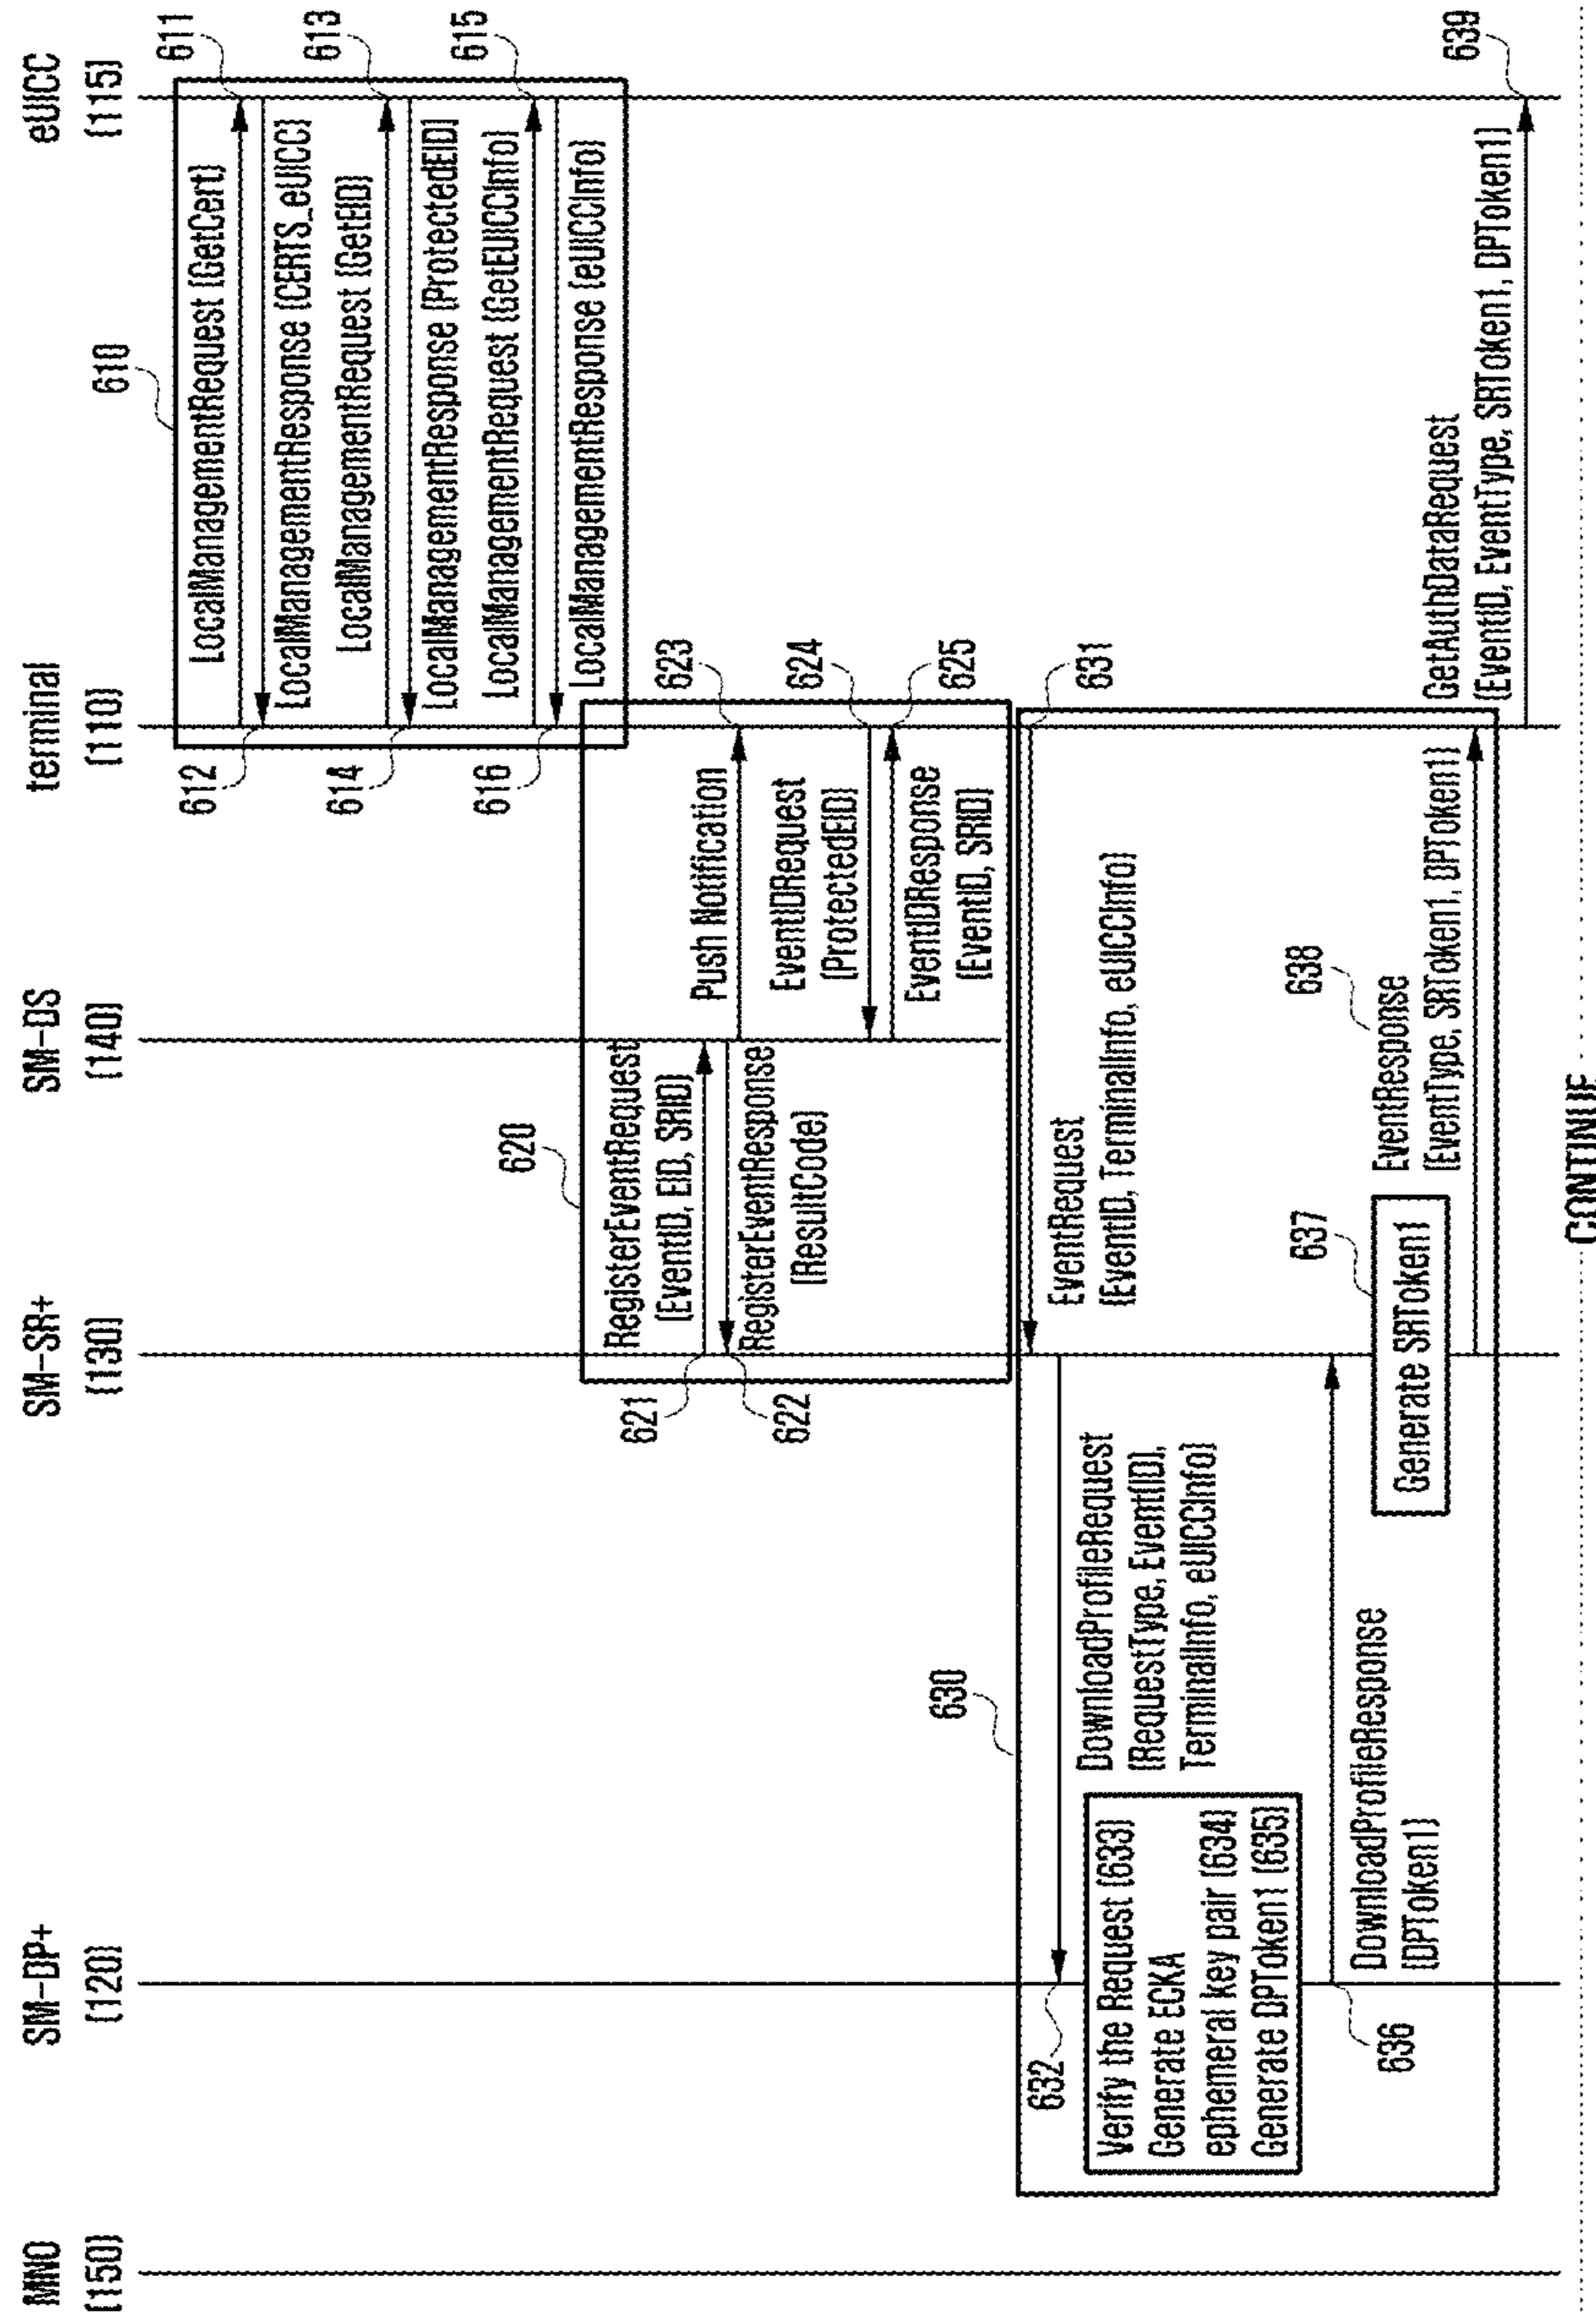 MNO
(150)
SM-DP+
(120)
SM-SR+
(130)
SM-DS
(140)
terminal
(110)
eUICC
(115)
610
LocalManagementRequest (GetCert)
611
612
LocalManagementResponse (CERTS_eUICC)
LocalManagementRequest (GetEID)
613
614
LocalManagementResponse (ProtectedEID)
LocalManagementRequest (GetEUICCInfo)
615
616
LocalManagementResponse (eUICCInfo)
620
RegisterEventRequest
(EventID, EID, SRID)
621
622
RegisterEventResponse
(ResultCode)
Push Notification
623
EventIDRequest
(ProtectedEID)
624
625
EventIDResponse
(EventID, SRID)
630
631
EventRequest
(EventID, TerminalInfo, eUICCInfo)
632
DownloadProfileRequest
(RequestType, Event(ID),
TerminalInfo, eUICCInfo)
Verify the Request (633)
Generate ECKA
ephemeral key pair (634)
Generate DPToken1 (635)
636
DownloadProfileResponse
(DPToken1)
637
Generate SRToken1
638
EventResponse
(EventType, SRToken1, DPToken1)
GetAuthDataRequest
(EventID, EventType, SRToken1, DPToken1)
639
CONTINUE